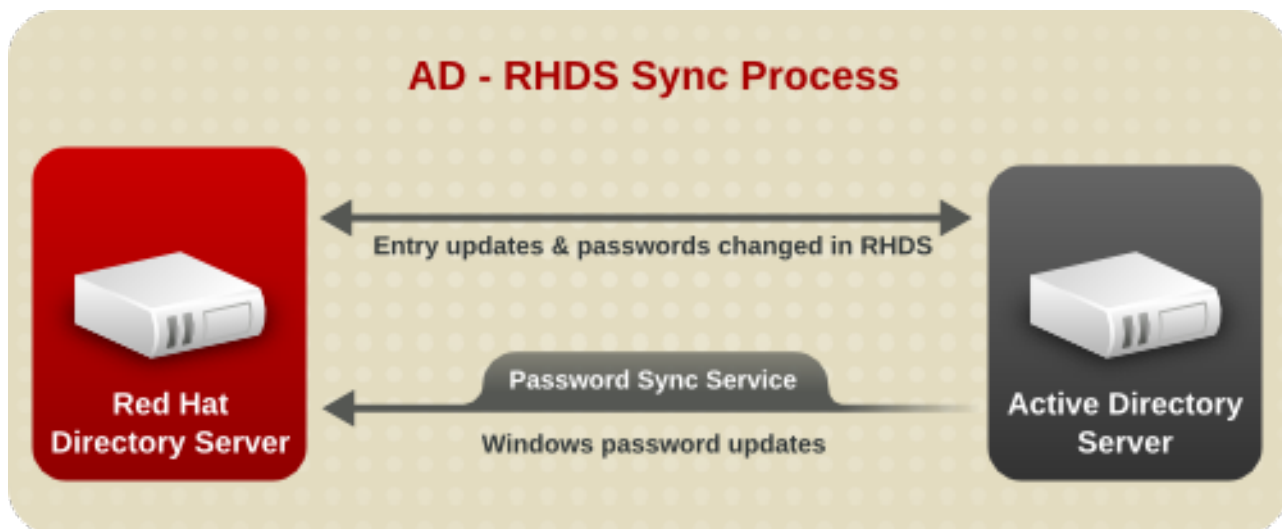 AD - RHDS Sync Process
Entry updates & passwords changed in RHDS
Password Sync Service
Windows password updates
Red Hat
Directory Server
Active Directory
Server